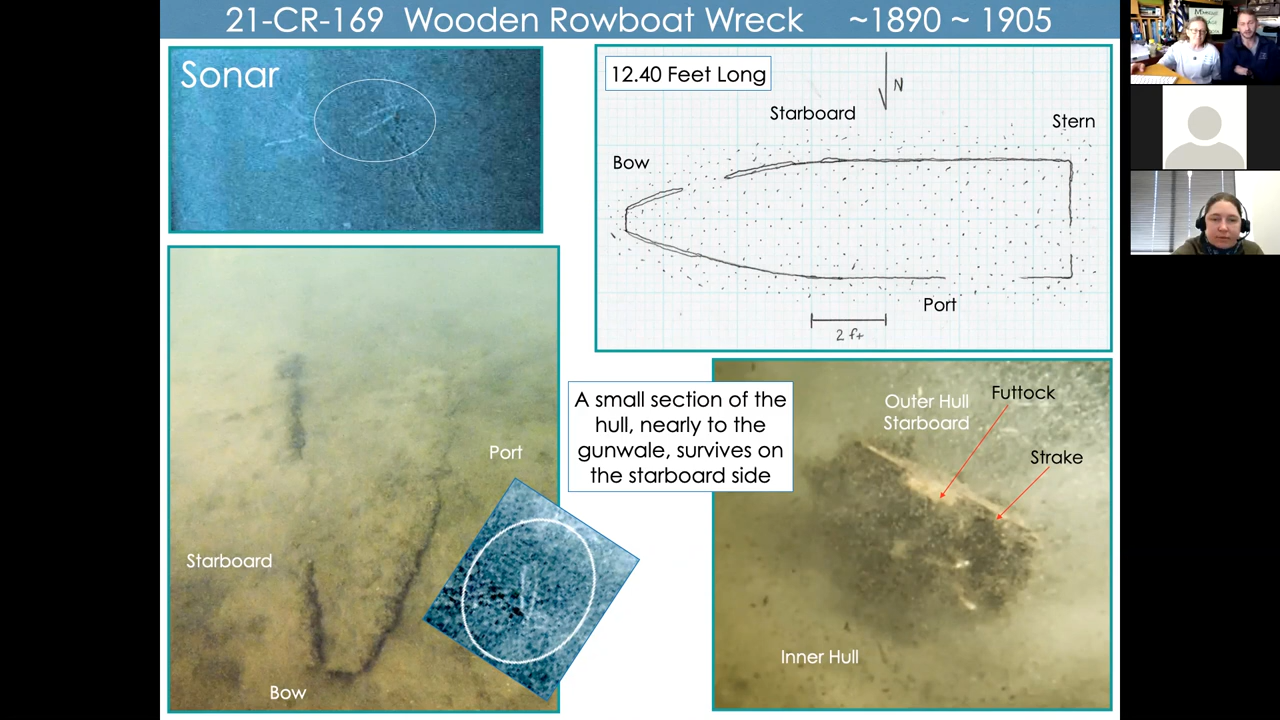 21-CR-169 Wooden Rowboat Wreck ~1890 ~ 1905
Sonar
12.40 Feet Long
N
Starboard
Stern
Bow
Port
2 ft
A small section of the
hull, nearly to the
gunwale, survives on
the starboard side
Port
Starboard
Bow
Outer Hull
Starboard
Futtock
Strake
Inner Hull